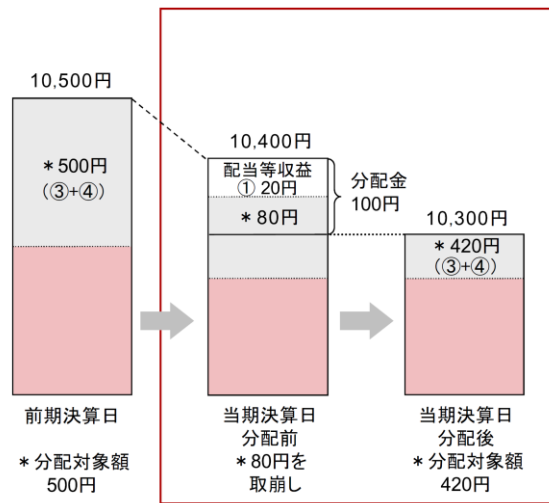 10,500円
＊500円
(③+④)
前期決算日
＊分配対象額
500円
10,400円
配当等収益
① 20円
＊80円
分配金
100円
当期決算日
分配前
＊80円を
取崩し
10,300円
＊420円
(③+④)
当期決算日
分配後
＊分配対象額
420円